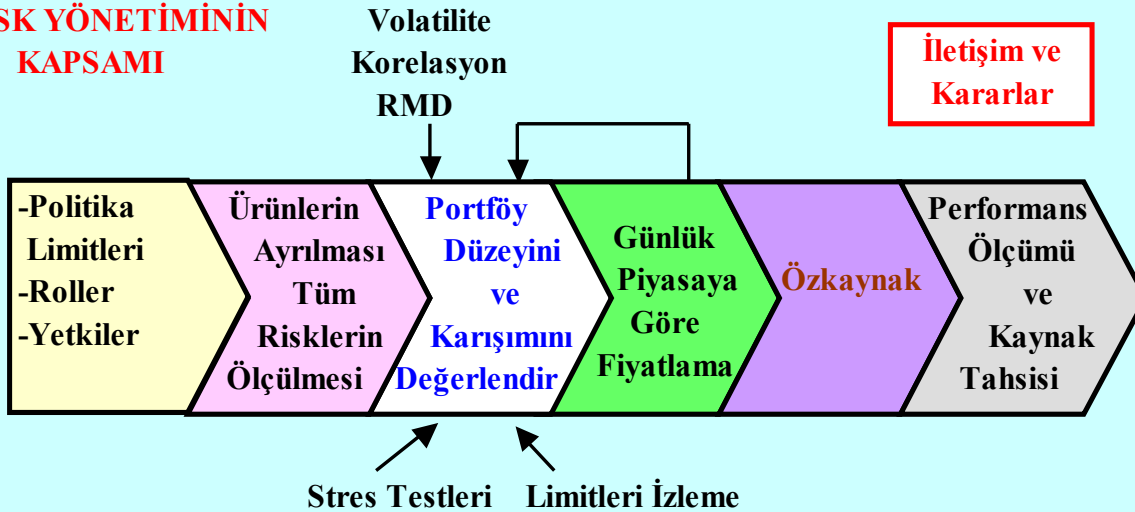 SK YÖNETİMİNİN
KAPSAMI
Volatilite
Korelasyon
RMD
İletişim ve
Kararlar
-Politika
Limitleri
-Roller
-Yetkiler
Ürünlerin
Ayrılması
Tüm
Risklerin
Ölçülmesi
Portföy
Düzeyini
ve
Karışımını
Değerlendir
Günlük
Piyasaya
Göre
Fiyatlama
Özkaynak
Performans
Ölçümü
ve
Kaynak
Tahsisi
Stres Testleri
Limitleri İzleme